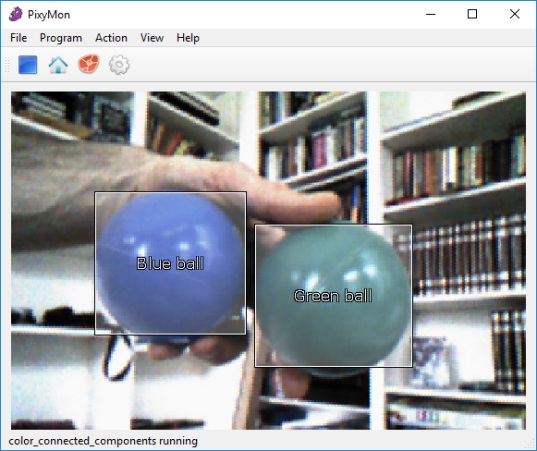 PixyMon
File Program Action View Help
Blue ball
Green ball
color_connected_components running